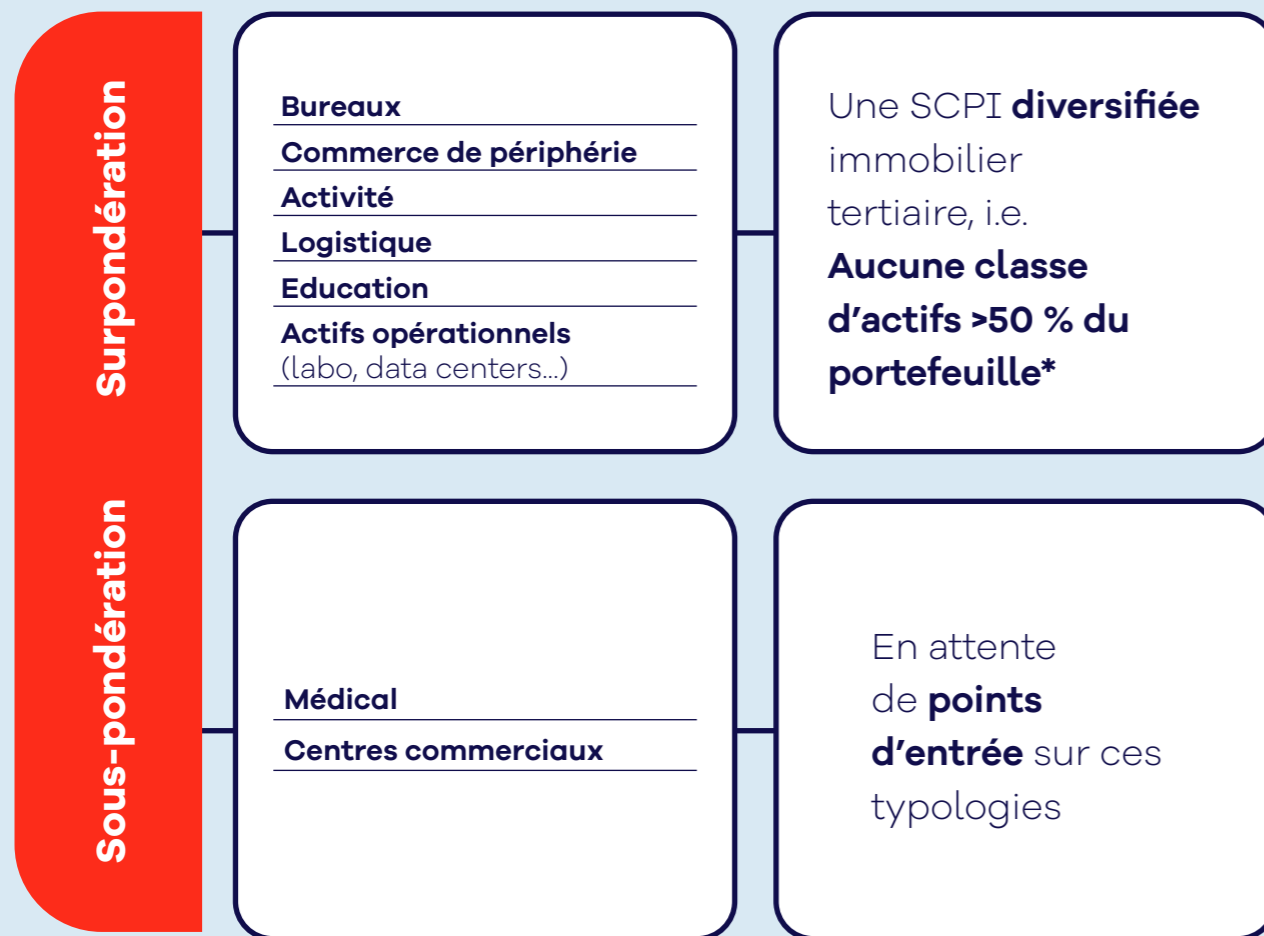 Surpondération
Bureaux
Commerce de périphérie
Activité
Logistique
Education
Actifs opérationnels
(labo, data centers...)
Une SCPI diversifiée
immobilier
tertiaire, i.e.
Aucune classe
d’actifs >50 % du
portefeuille*
Sous-pondération
Médical
Centres commerciaux
En attente
de points
d’entrée sur ces
typologies